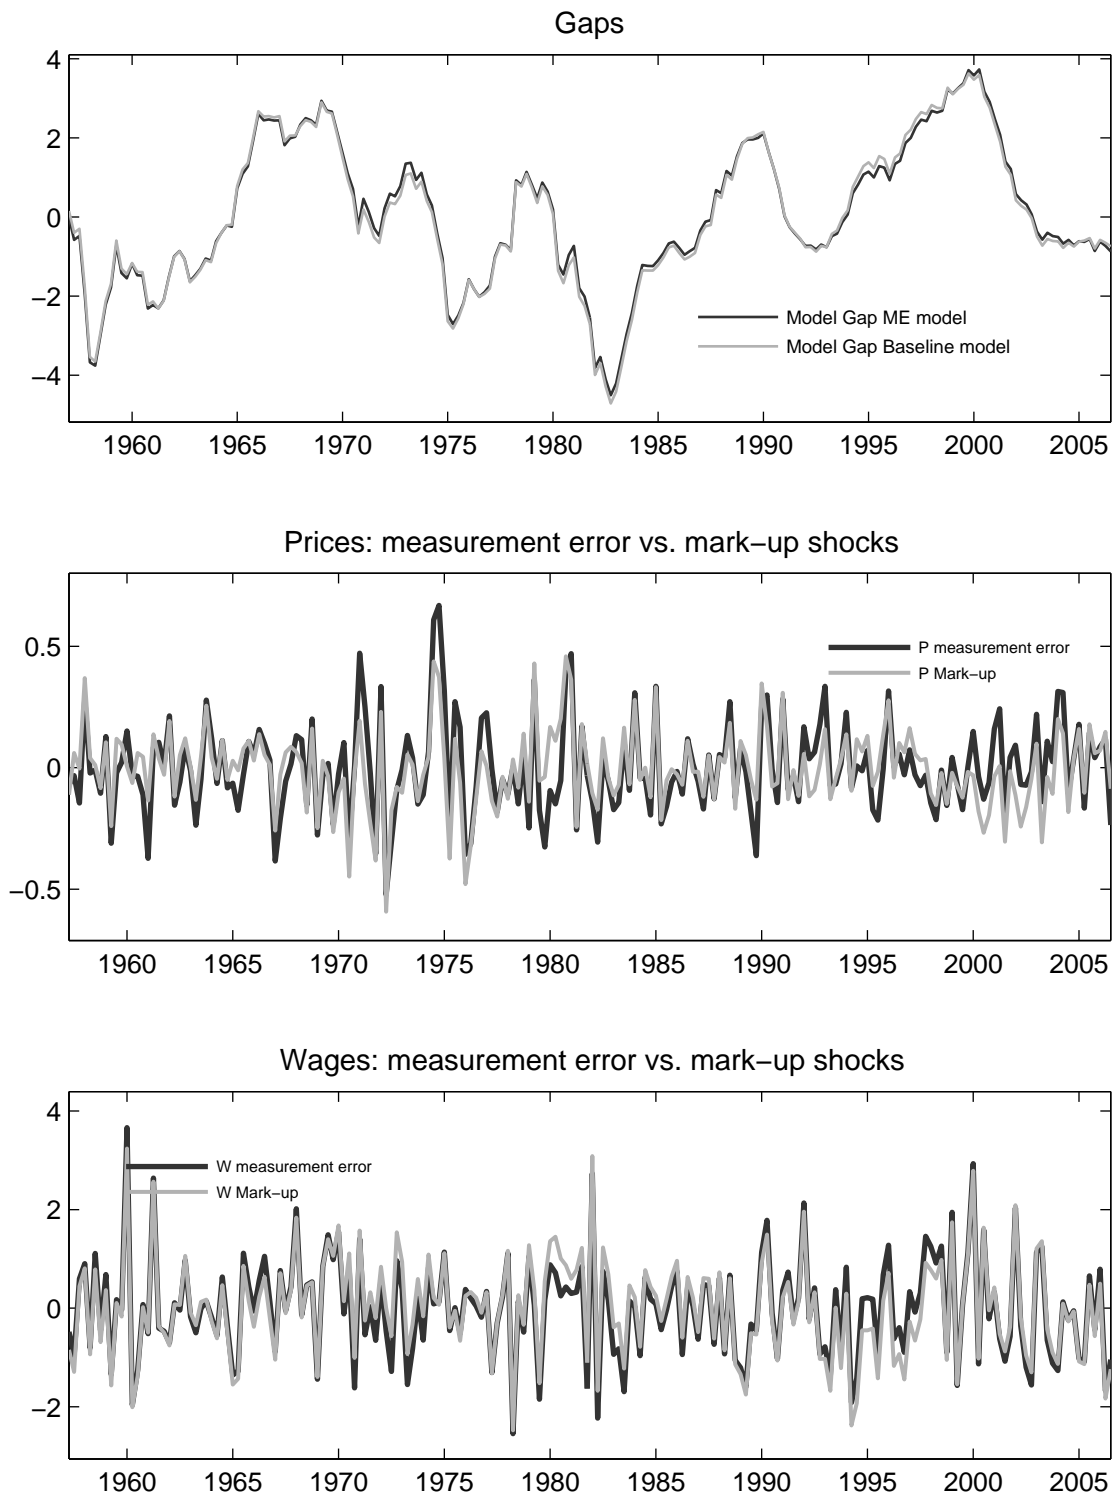 Gaps
4
2
0
−2
−4
Model Gap ME model
Model Gap Baseline model
1960 1965 1970 1975 1980 1985 1990 1995 2000 2005
Prices: measurement error vs. mark−up shocks
0.5
0
−0.5
P measurement error
P Mark−up
1960 1965 1970 1975 1980 1985 1990 1995 2000 2005
Wages: measurement error vs. mark−up shocks
4
2
0
−2
W measurement error
W Mark−up
1960 1965 1970 1975 1980 1985 1990 1995 2000 2005